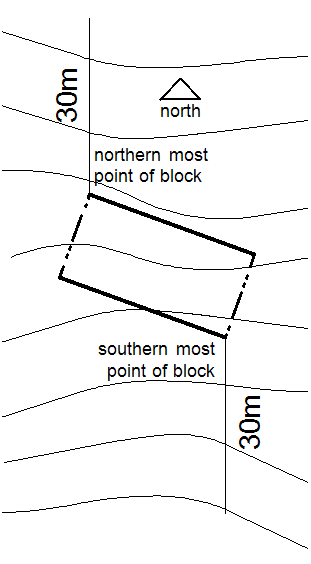 30m
north
northern most
point of block
southern most
point of block
30m